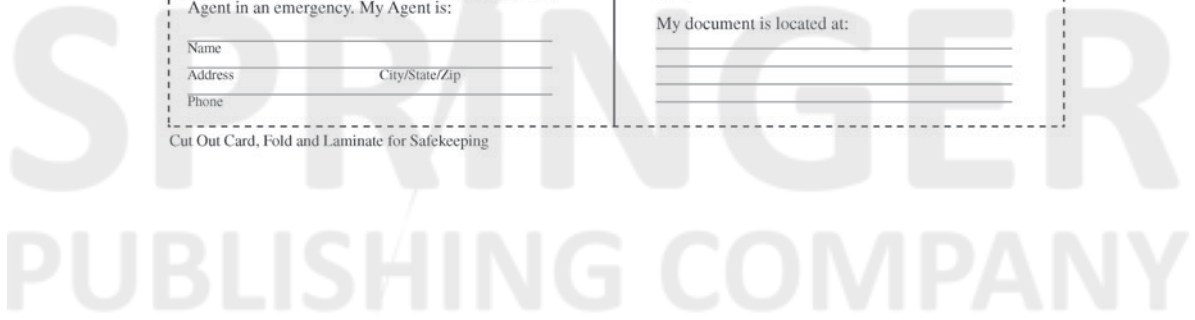 Agent in an emergency. My Agent is:
Name
Address City/State/Zip
Phone
My document is located at:
Cut Out Card, Fold and Laminate for Safekeeping
SPRINGER
PUBLISHING COMPANY